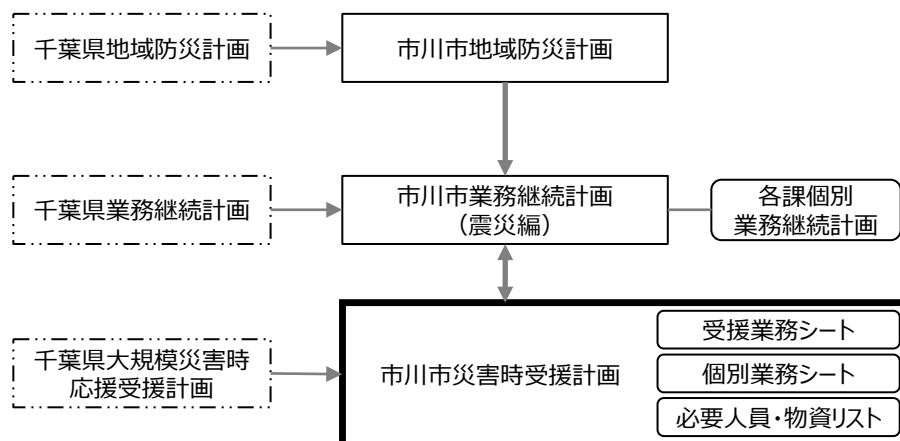 千葉県地域防災計画
市川市地域防災計画
千葉県業務継続計画
市川市業務継続計画
（震災編）
各課個別
業務継続計画
千葉県大規模災害時
応援受援計画
市川市災害時受援計画
受援業務シート
個別業務シート
必要人員・物資リスト